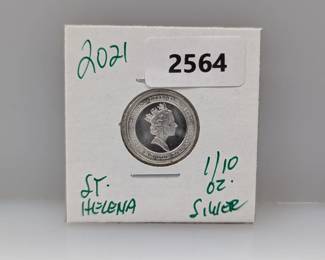 2021
2564
ST.
HELENA
1/10
OZ.
SILVER